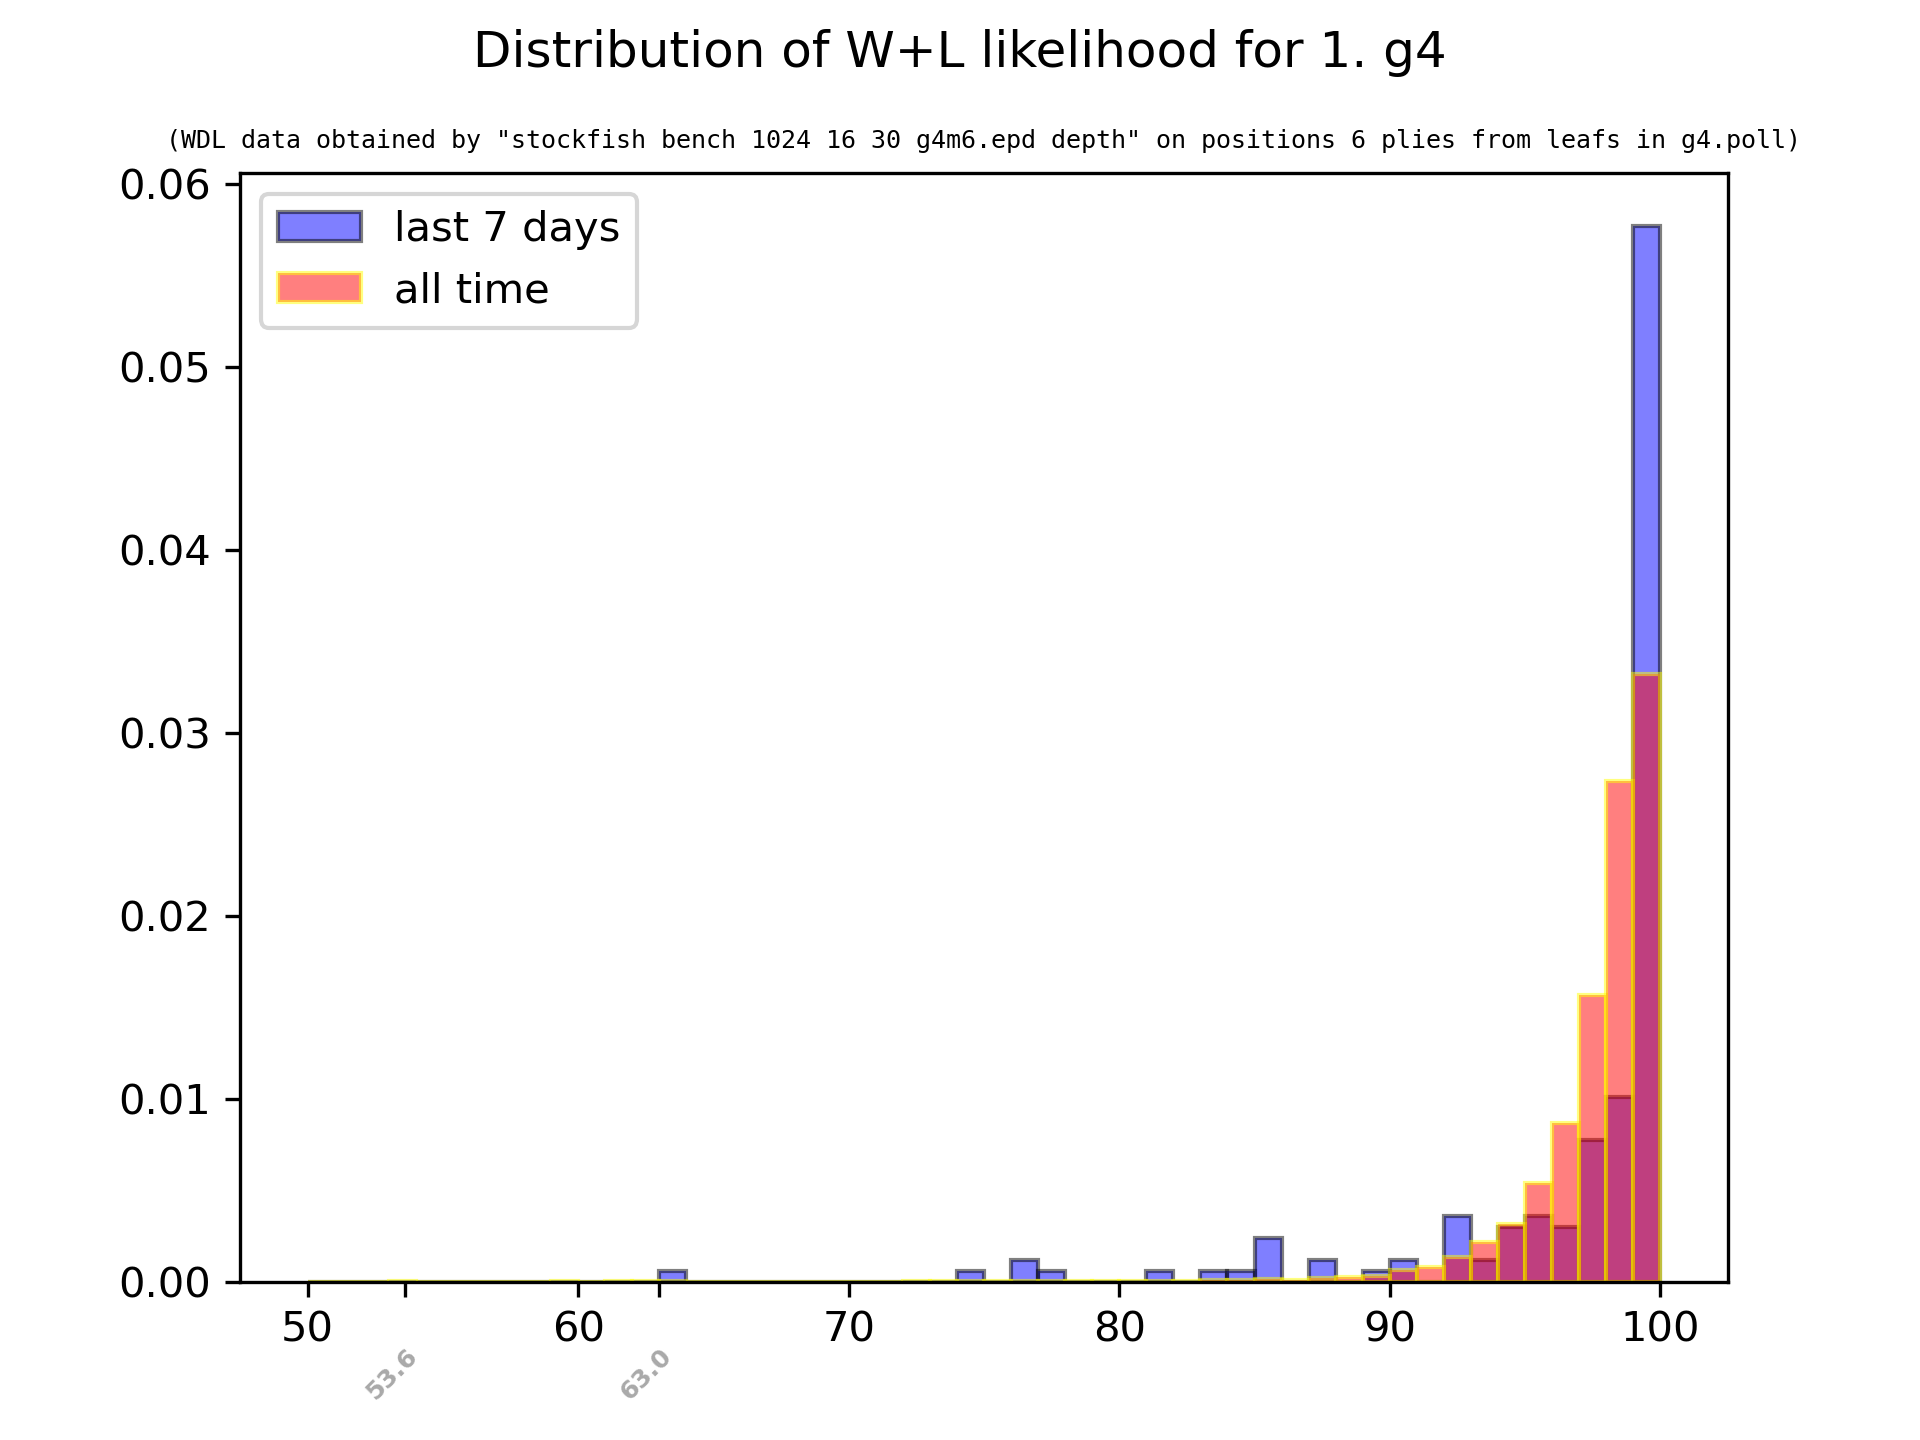 Distribution of W+L likelihood for 1. g4
(WDL data obtained by "stockfish bench 1024 16 30 g4m6.epd depth" on positions 6 plies from leafs in g4.poll)
last 7 days
all time
0.06
0.05
0.04
0.03
0.02
0.01
0.00
50 60 70 80 90 100
53.6 63.0